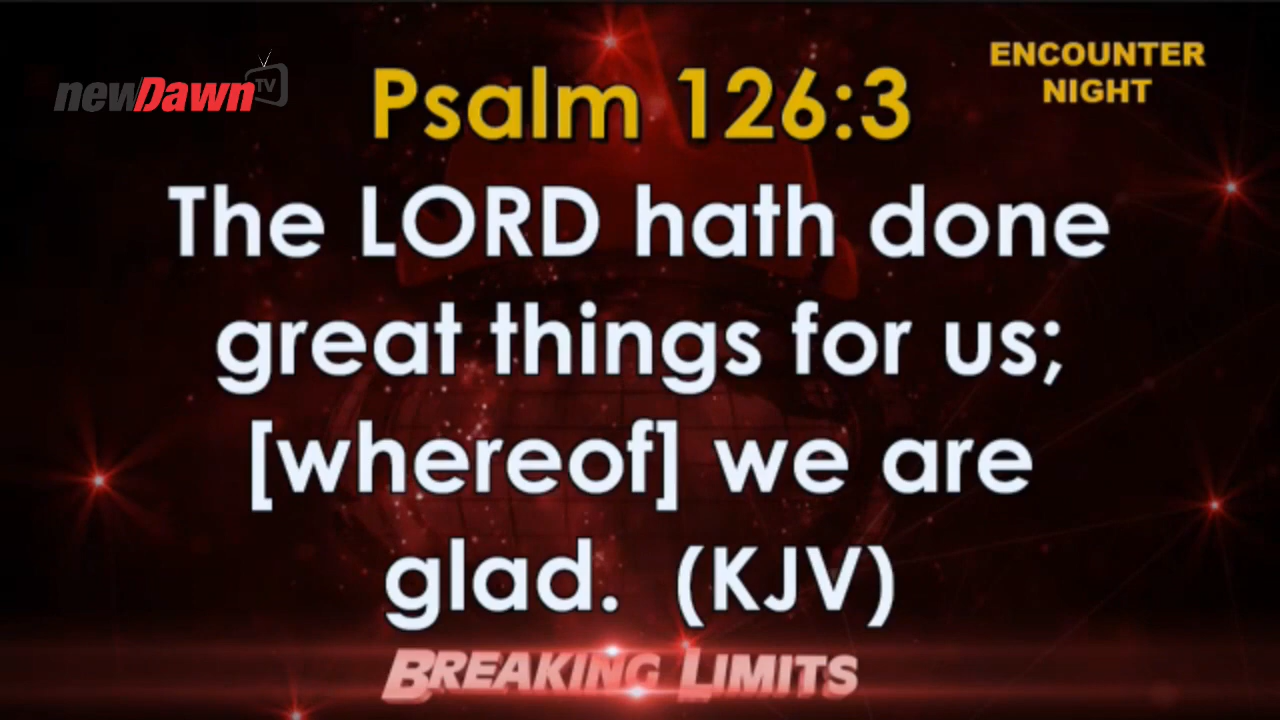 newDawn TV
ENCOUNTER
NIGHT
Psalm 126:3
The LORD hath done
great things for us;
[whereof] we are
glad. (KJV)
BREAKING LIMITS